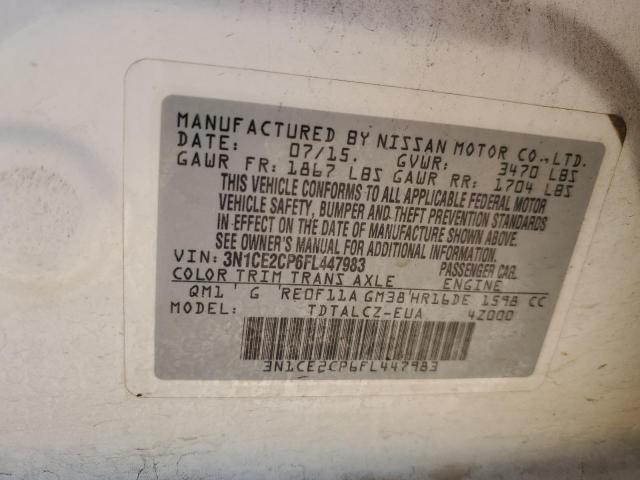 MANUFACTURED BY NISSAN MOTOR CO.,LTD.
DATE: 07/15. GVWR: 3470 LBS
GAWR FR: 1867 LBS GAWR RR: 1704 LBS
THIS VEHICLE CONFORMS TO ALL APPLICABLE FEDERAL MOTOR
VEHICLE SAFETY, BUMPER AND THEFT PREVENTION STANDARDS
IN EFFECT ON THE DATE OF MANUFACTURE SHOWN ABOVE.
SEE OWNER'S MANUAL FOR ADDITIONAL INFORMATION.
VIN: 3N1CE2CP6FL447983 PASSENGER CAR.
COLOR TRIM TRANS AXLE ENGINE
QM1 ' G ' RE0F11A GM38 'HR16DE 1598 CC
MODEL: TDTALCZ-EUA 4Z000
3N1CE2CP6FL447983